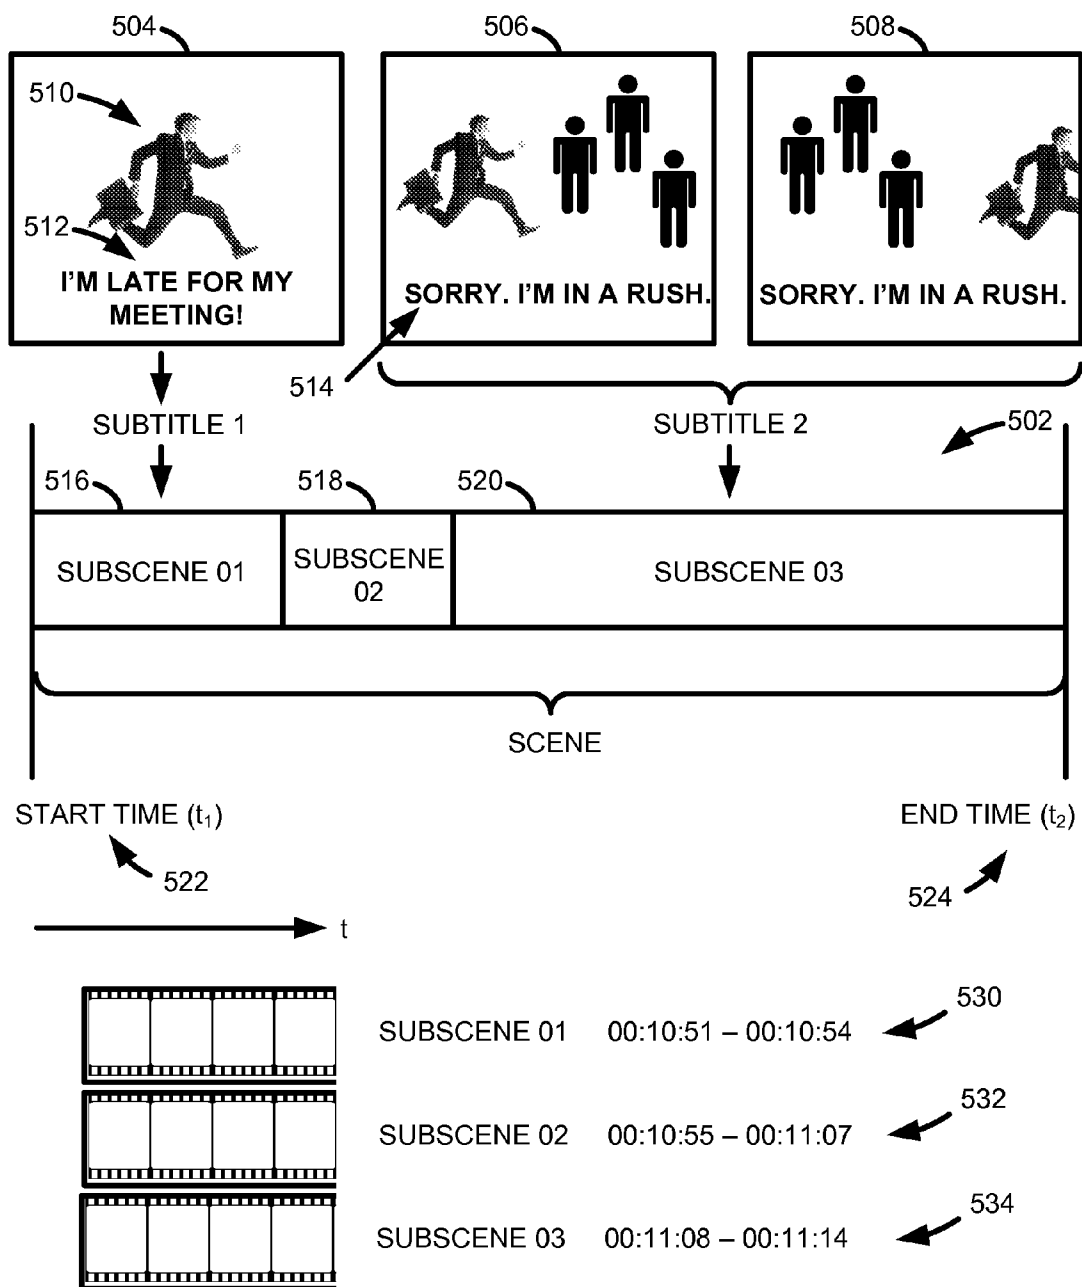 504
506
508
510
512
I'M LATE FOR MY
MEETING!
SORRY. I'M IN A RUSH.
SORRY. I'M IN A RUSH.
514
SUBTITLE 1
SUBTITLE 2
502
516
518
520
SUBSCENE 01
SUBSCENE
02
SUBSCENE 03
SCENE
START TIME (t₁)
END TIME (t₂)
522
524
t
530
SUBSCENE 01 00:10:51 – 00:10:54
532
SUBSCENE 02 00:10:55 – 00:11:07
534
SUBSCENE 03 00:11:08 – 00:11:14